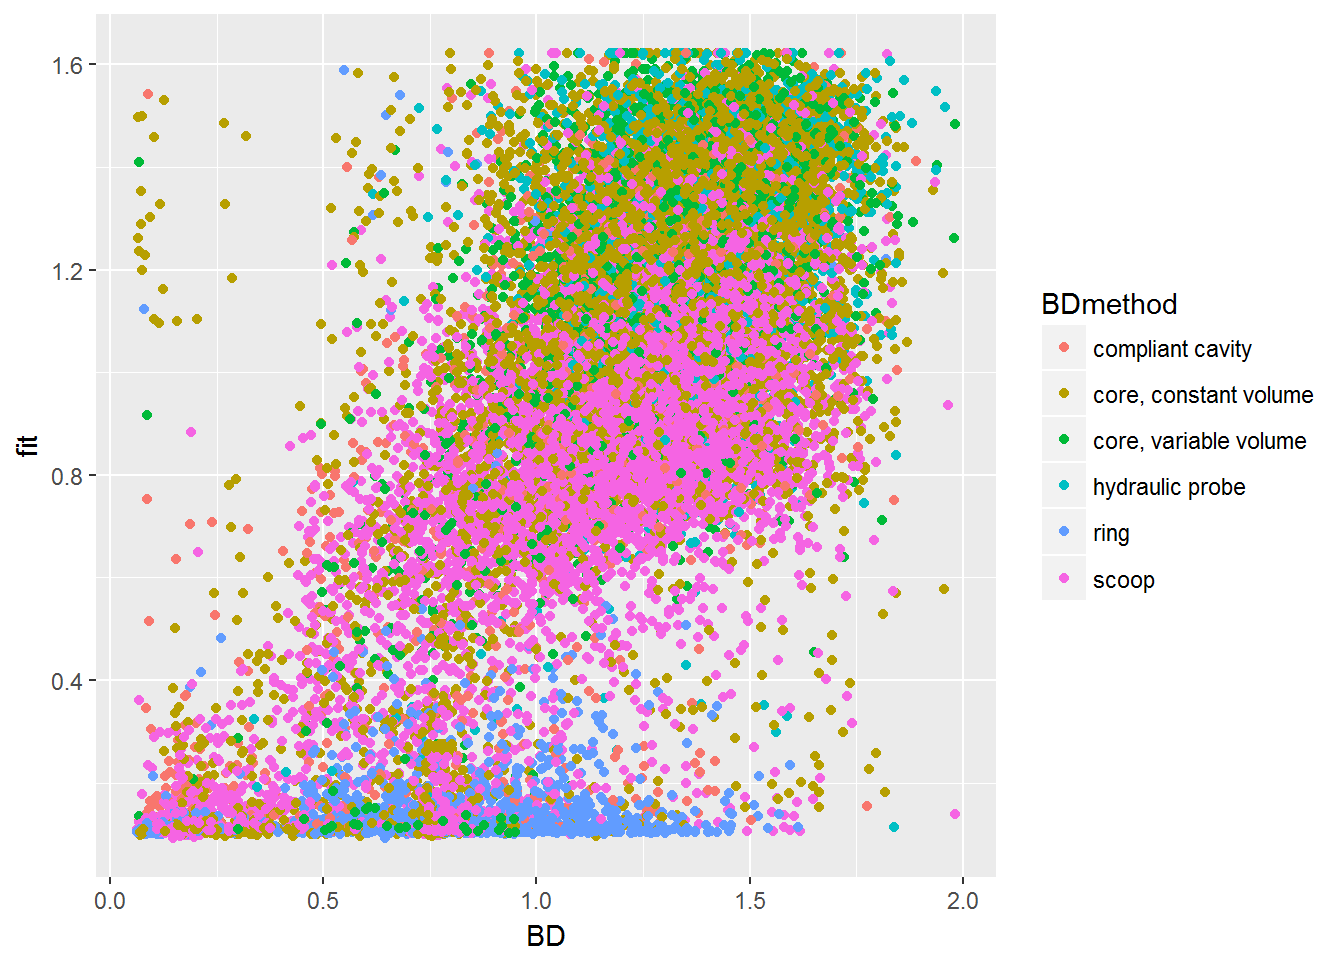 fit
1.6
1.2
0.8
0.4
0.0
0.5
1.0
1.5
2.0
BD
BDmethod
compliant cavity
core, constant volume
core, variable volume
hydraulic probe
ring
scoop